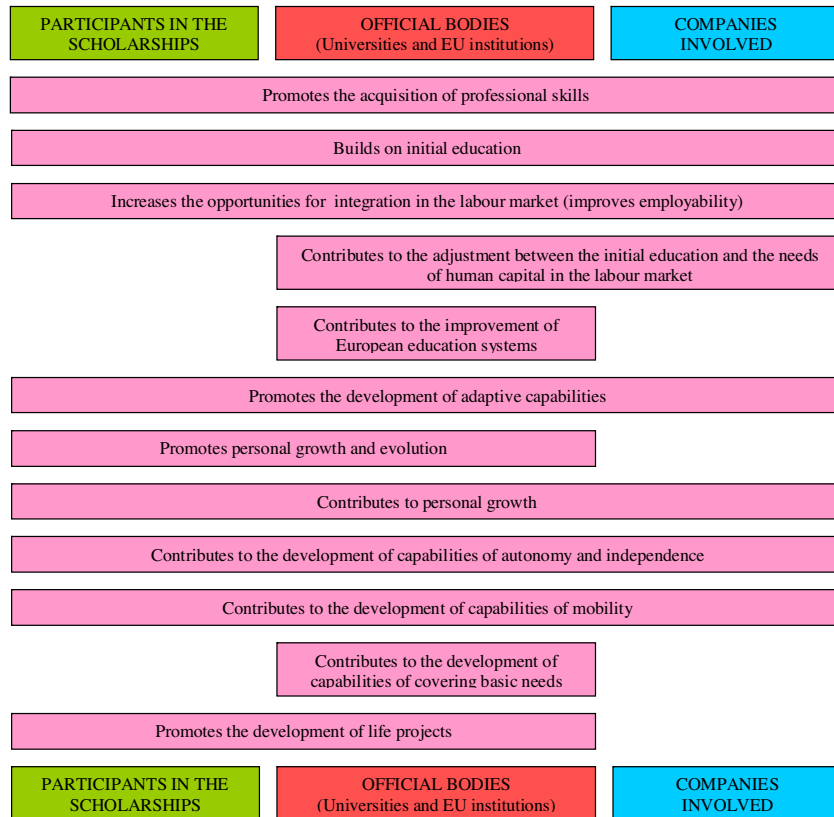 PARTICIPANTS IN THE
SCHOLARSHIPS
OFFICIAL BODIES
(Universities and EU institutions)
COMPANIES
INVOLVED
Promotes the acquisition of professional skills
Builds on initial education
Increases the opportunities for integration in the labour market (improves employability)
Contributes to the adjustment between the initial education and the needs
of human capital in the labour market
Contributes to the improvement of
European education systems
Promotes the development of adaptive capabilities
Promotes personal growth and evolution
Contributes to personal growth
Contributes to the development of capabilities of autonomy and independence
Contributes to the development of capabilities of mobility
Contributes to the development of
capabilities of covering basic needs
Promotes the development of life projects
PARTICIPANTS IN THE
SCHOLARSHIPS
OFFICIAL BODIES
(Universities and EU institutions)
COMPANIES
INVOLVED